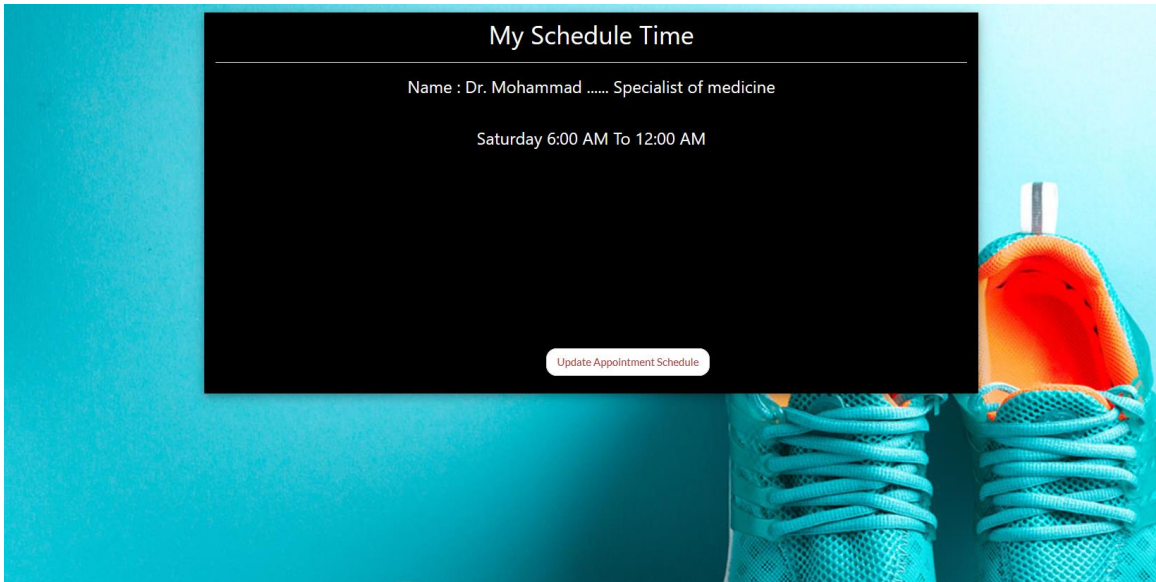 My Schedule Time
Name : Dr. Mohammad ...... Specialist of medicine
Saturday 6:00 AM To 12:00 AM
Update Appointment Schedule